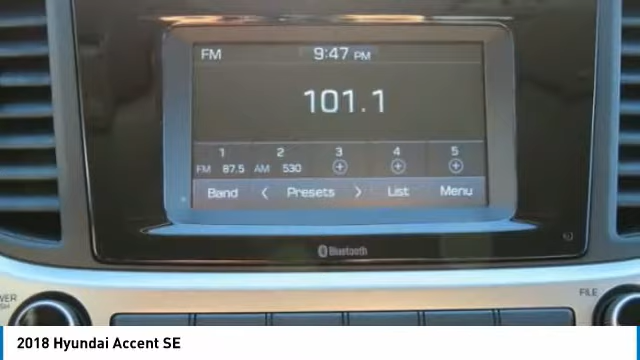 FM 9:47 PM
101.1
1 2 3 4 5
FM 87.5 AM 530
Band < Presets > List Menu
Bluetooth
FILE
2018 Hyundai Accent SE